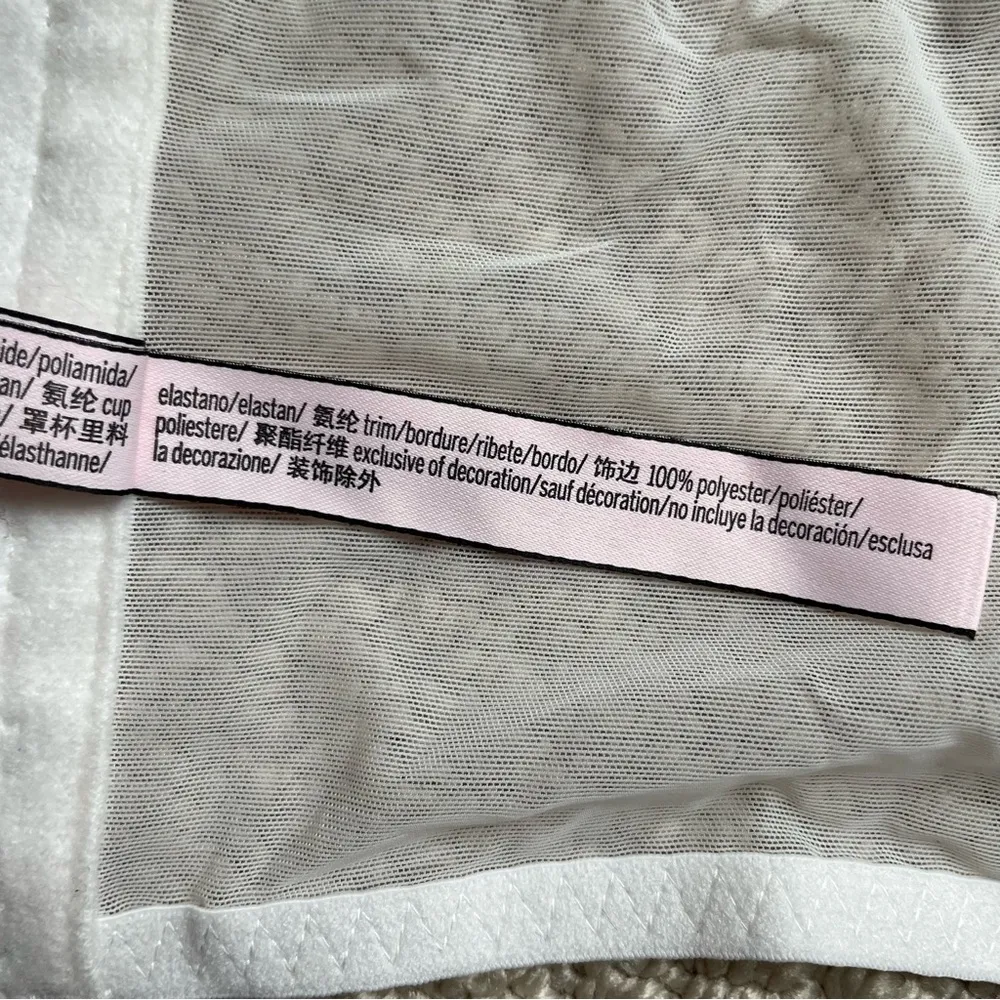 ide/poliamida/
an/ 氨纶 cup
/ 罩杯里料
élasthanne/
elastano/elastan/ 氨纶 trim/bordure/ribete/bordo/ 饰边 100% polyester/poliéster/
poliestere/ 聚酯纤维 exclusive of decoration/sauf décoration/no incluye la decoración/esclusa
la decorazione/ 装饰除外